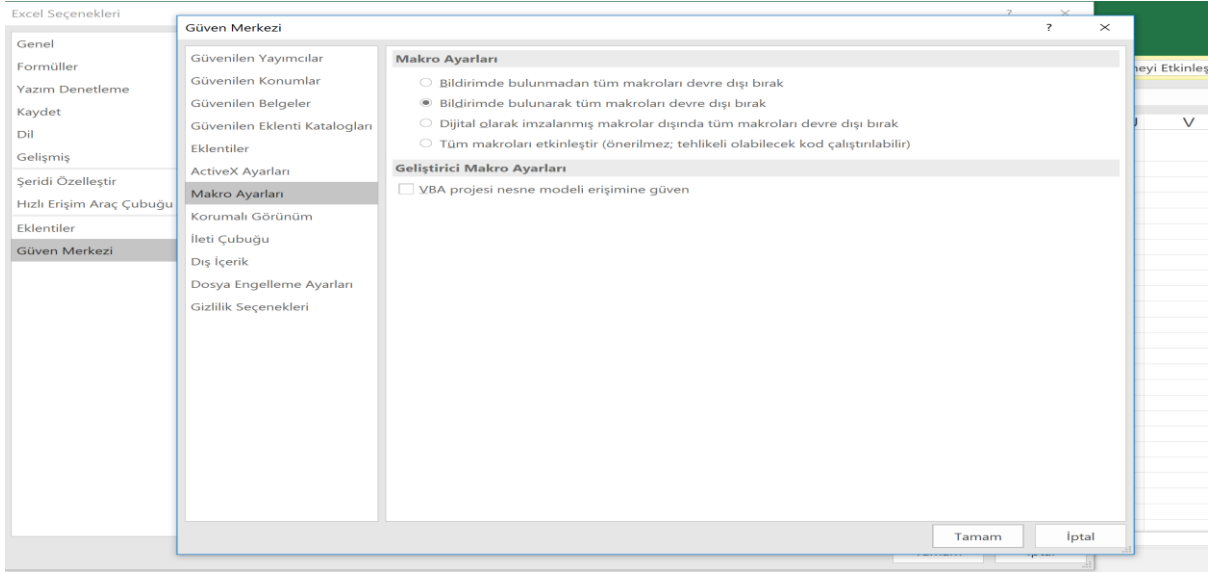 Excel Seçenekleri
? ×
Genel
Formüller
Yazım Denetleme
Kaydet
Dil
Gelişmiş
Şeridi Özelleştir
Hızlı Erişim Araç Çubuğu
Eklentiler
Güven Merkezi
Güven Merkezi
? ×
Güvenilen Yayımcılar
Güvenilen Konumlar
Güvenilen Belgeler
Güvenilen Eklenti Katalogları
Eklentiler
ActiveX Ayarları
Makro Ayarları
Korumalı Görünüm
İleti Çubuğu
Dış İçerik
Dosya Engelleme Ayarları
Gizlilik Seçenekleri
Makro Ayarları
Bildirimde bulunmadan tüm makroları devre dışı bırak
Bildirimde bulunarak tüm makroları devre dışı bırak
Dijital olarak imzalanmış makrolar dışında tüm makroları devre dışı bırak
Tüm makroları etkinleştir (önerilmez; tehlikeli olabilecek kod çalıştırılabilir)
Geliştirici Makro Ayarları
VBA projesi nesne modeli erişimine güven
Tamam
İptal
V